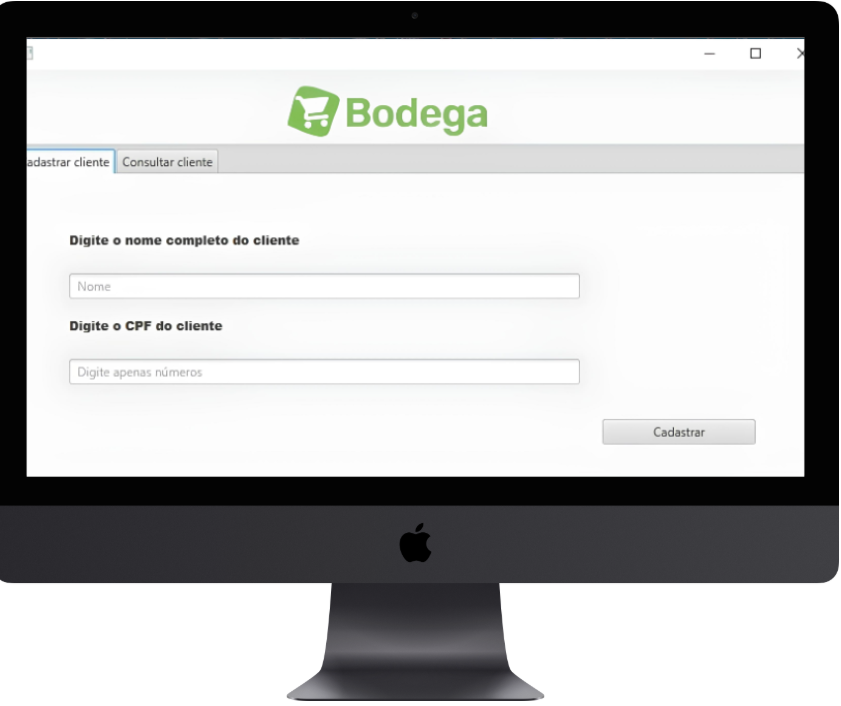 Bodega
adastrar cliente Consultar cliente
Digite o nome completo do cliente
Nome
Digite o CPF do cliente
Digite apenas números
Cadastrar